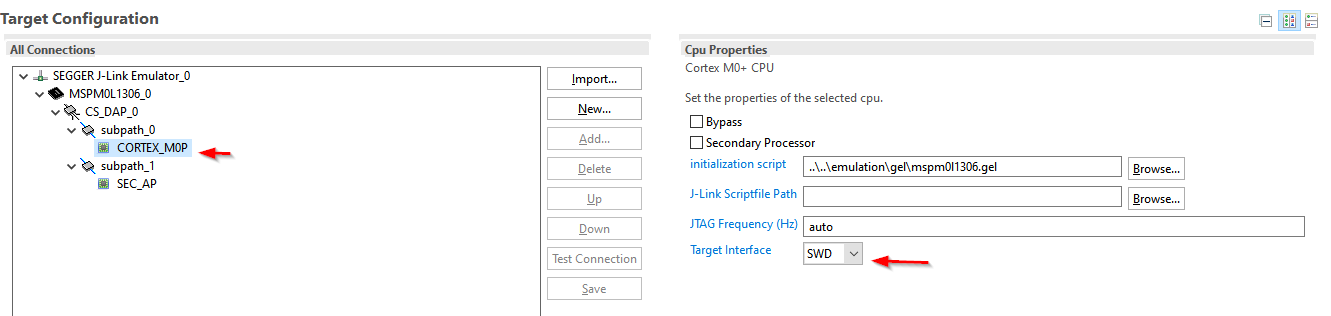 Target Configuration
All Connections
SEGGER J-Link Emulator_0
MSPM0L1306_0
CS_DAP_0
subpath_0
CORTEX_M0P
subpath_1
SEC_AP
Import...
New...
Add...
Delete
Up
Down
Test Connection
Save
Cpu Properties
Cortex M0+ CPU
Set the properties of the selected cpu.
Bypass
Secondary Processor
initialization script ..\..\emulation\gel\mspm0l1306.gel Browse...
J-Link Scriptfile Path Browse...
JTAG Frequency (Hz) auto
Target Interface SWD